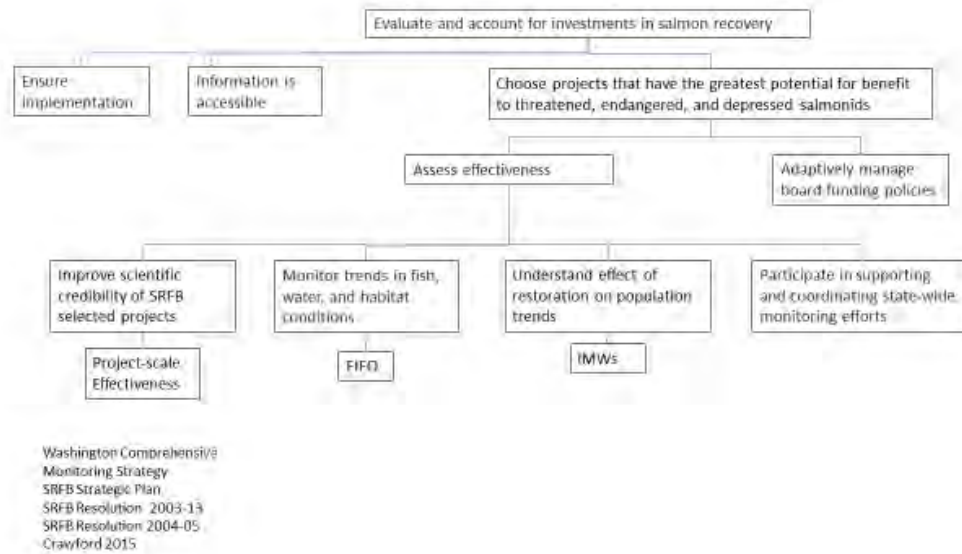 Evaluate and account for investments in salmon recovery
Ensure
implementation
Information is
accessible
Choose projects that have the greatest potential for benefit
to threatened, endangered, and depressed salmonids
Assess effectiveness
Adaptively manage
board funding policies
Improve scientific
credibility of SRFB
selected projects
Monitor trends in fish,
water, and habitat
conditions
Understand effect of
restoration on population
trends
Participate in supporting
and coordinating state-wide
monitoring efforts
Project-scale
Effectiveness
FIFO
IMWs
Washington Comprehensive
Monitoring Strategy
SRFB Strategic Plan
SRFB Resolution 2003-13
SRFB Resolution 2004-05
Crawford 2015